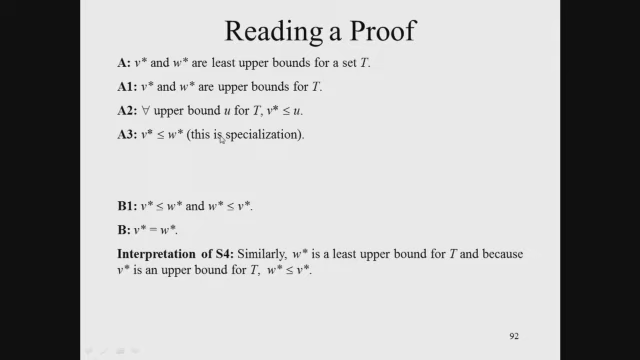 Reading a Proof
A: v* and w* are least upper bounds for a set T.
A1: v* and w* are upper bounds for T.
A2: ∀ upper bound u for T, v* ≤ u.
A3: v* ≤ w* (this is specialization).
B1: v* ≤ w* and w* ≤ v*.
B: v* = w*.
Interpretation of S4: Similarly, w* is a least upper bound for T and because
v* is an upper bound for T, w* ≤ v*.
92